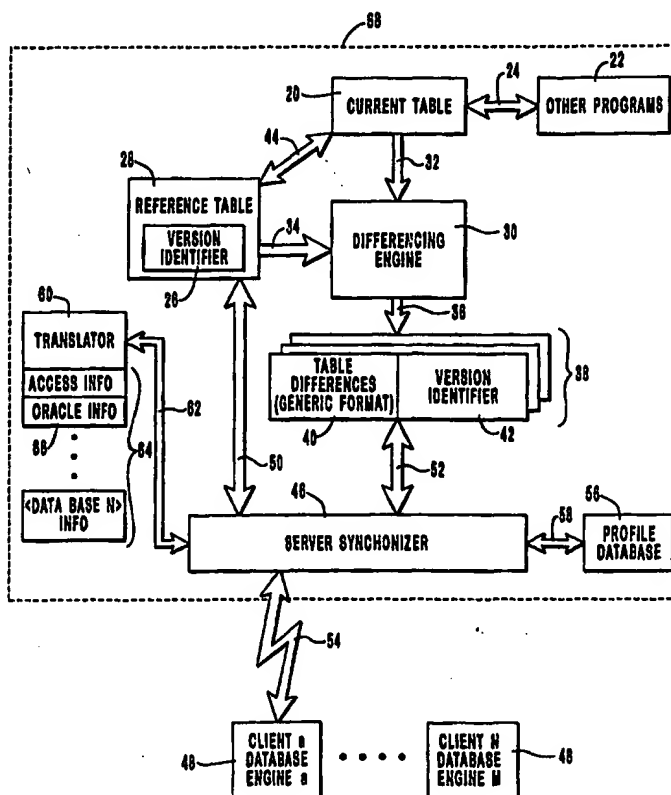 68
20
CURRENT TABLE
24
22
OTHER PROGRAMS
44
32
28
REFERENCE TABLE
VERSION
IDENTIFIER
26
34
DIFFERENCING
ENGINE
30
36
60
TRANSLATOR
ACCESS INFO
ORACLE INFO
66
64
<DATA BASE N>
INFO
62
TABLE
DIFFERENCES
(GENERIC FORMAT)
VERSION
IDENTIFIER
38
40
42
50
52
46
SERVER SYNCHONIZER
58
56
PROFILE
DATABASE
54
48
CLIENT a
DATABASE
ENGINE a
CLIENT N
DATABASE
ENGINE M
48